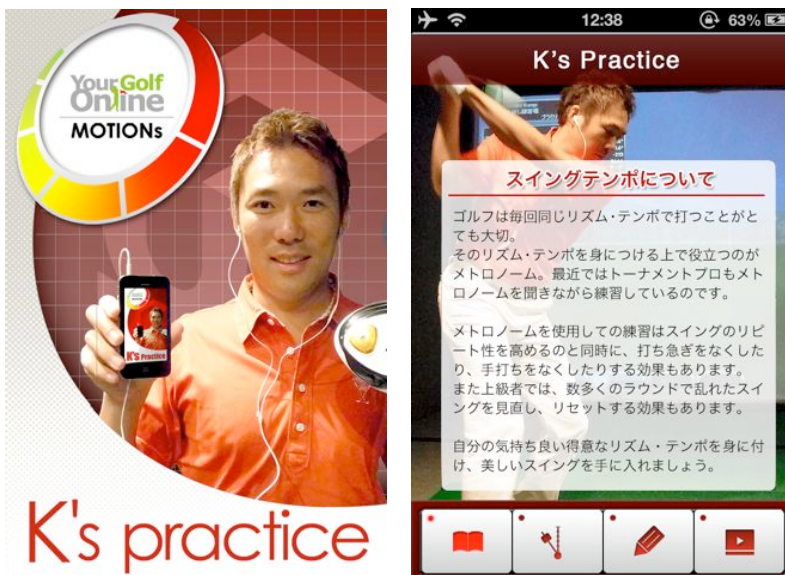 Your Golf
Online
MOTIONs
K's Practice
K's practice
12:38
63%
K's Practice
スイングテンポについて
ゴルフは毎回同じリズム・テンポで打つことがと
ても大切。
そのリズム・テンポを身につける上で役立つのが
メトロノーム。最近ではトーナメントプロもメト
ロノームを聞きながら練習しているのです。
メトロノームを使用しての練習はスイングのリピ
ート性を高めるのと同時に、打ち急ぎをなくした
り、手打ちをなくしたりする効果もあります。
また上級者では、数多くのラウンドで乱れたスイ
ングを見直し、リセットする効果もあります。
自分の気持ち良い得意なリズム・テンポを身に付
け、美しいスイングを手に入れましょう。